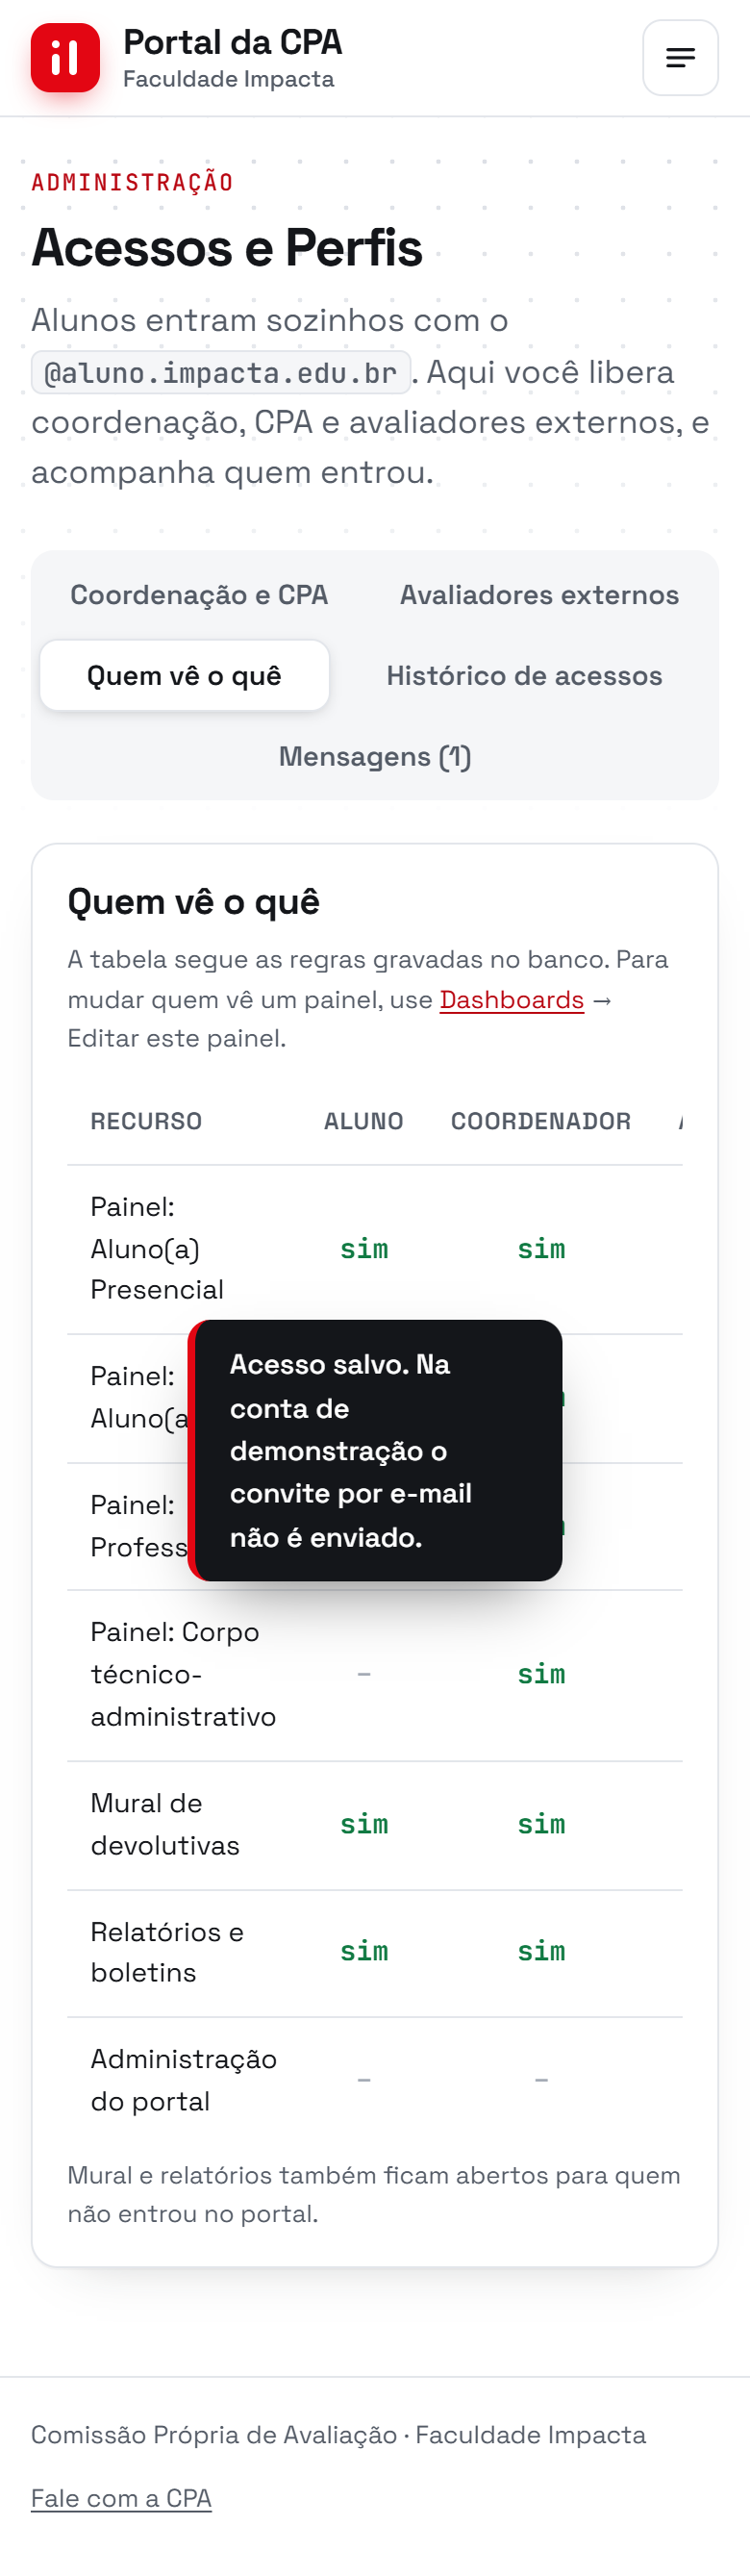 Portal da CPA
Faculdade Impacta
ADMINISTRAÇÃO
Acessos e Perfis
Alunos entram sozinhos com o
@aluno.impacta.edu.br. Aqui você libera
coordenação, CPA e avaliadores externos, e
acompanha quem entrou.
Coordenação e CPA
Avaliadores externos
Quem vê o quê
Histórico de acessos
Mensagens (1)
Quem vê o quê
A tabela segue as regras gravadas no banco. Para
mudar quem vê um painel, use Dashboards →
Editar este painel.
RECURSO ALUNO COORDENADOR
Painel:
Aluno(a)
Presencial
sim sim
Painel:
Painel:
Acesso salvo. Na
conta de
demonstração o
convite por e-mail
não é enviado.
Painel: Corpo
técnico-
administrativo
– sim
Mural de
devolutivas
sim sim
Relatórios e
boletins
sim sim
Administração
do portal
– –
Mural e relatórios também ficam abertos para quem
não entrou no portal.
Comissão Própria de Avaliação · Faculdade Impacta
Fale com a CPA